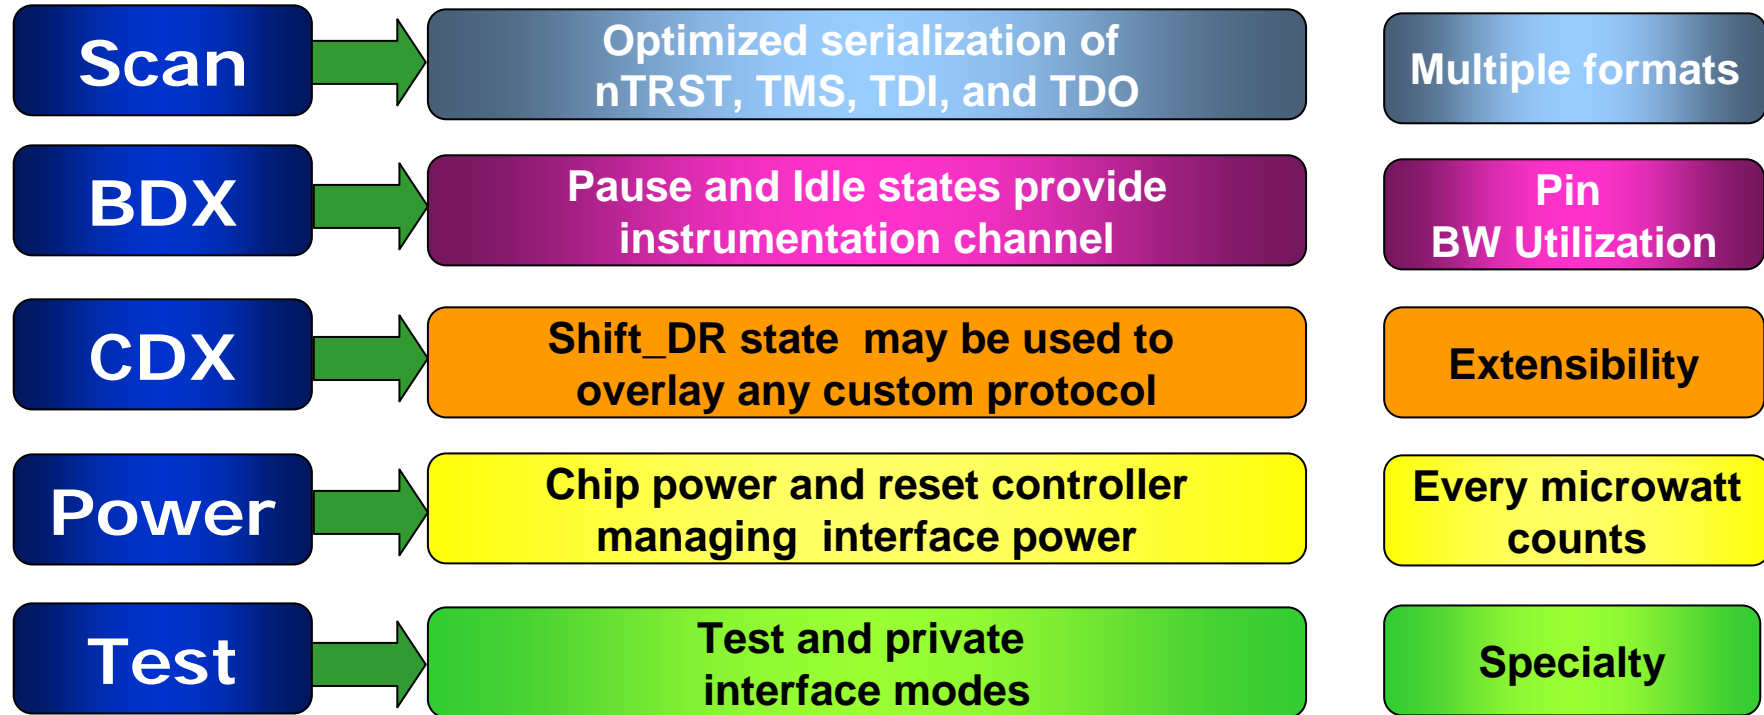 Scan
Optimized serialization of
nTRST, TMS, TDI, and TDO
Multiple formats
BDX
Pause and Idle states provide
instrumentation channel
Pin
BW Utilization
CDX
Shift_DR state  may be used to
overlay any custom protocol
Extensibility
Power
Chip power and reset controller
managing  interface power
Every microwatt
counts
Test
Test and private
interface modes
Specialty